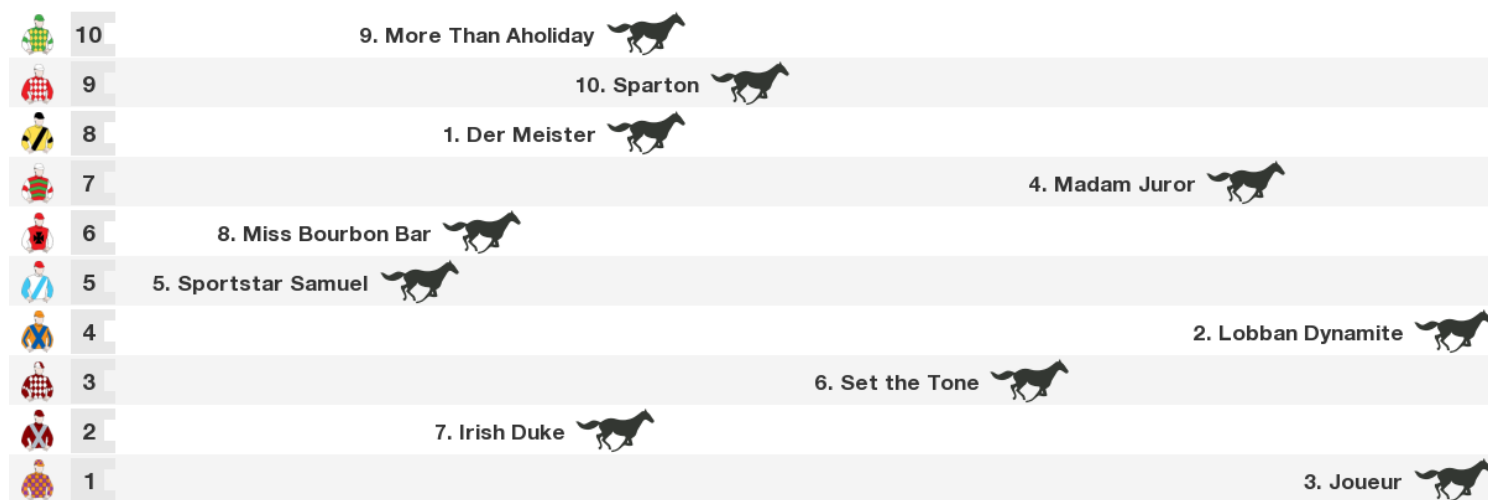 10 9. More Than Aholiday
9 10. Sparton
8 1. Der Meister
7 4. Madam Juror
6 8. Miss Bourbon Bar
5 5. Sportstar Samuel
4 2. Lobban Dynamite
3 6. Set the Tone
2 7. Irish Duke
1 3. Joueur